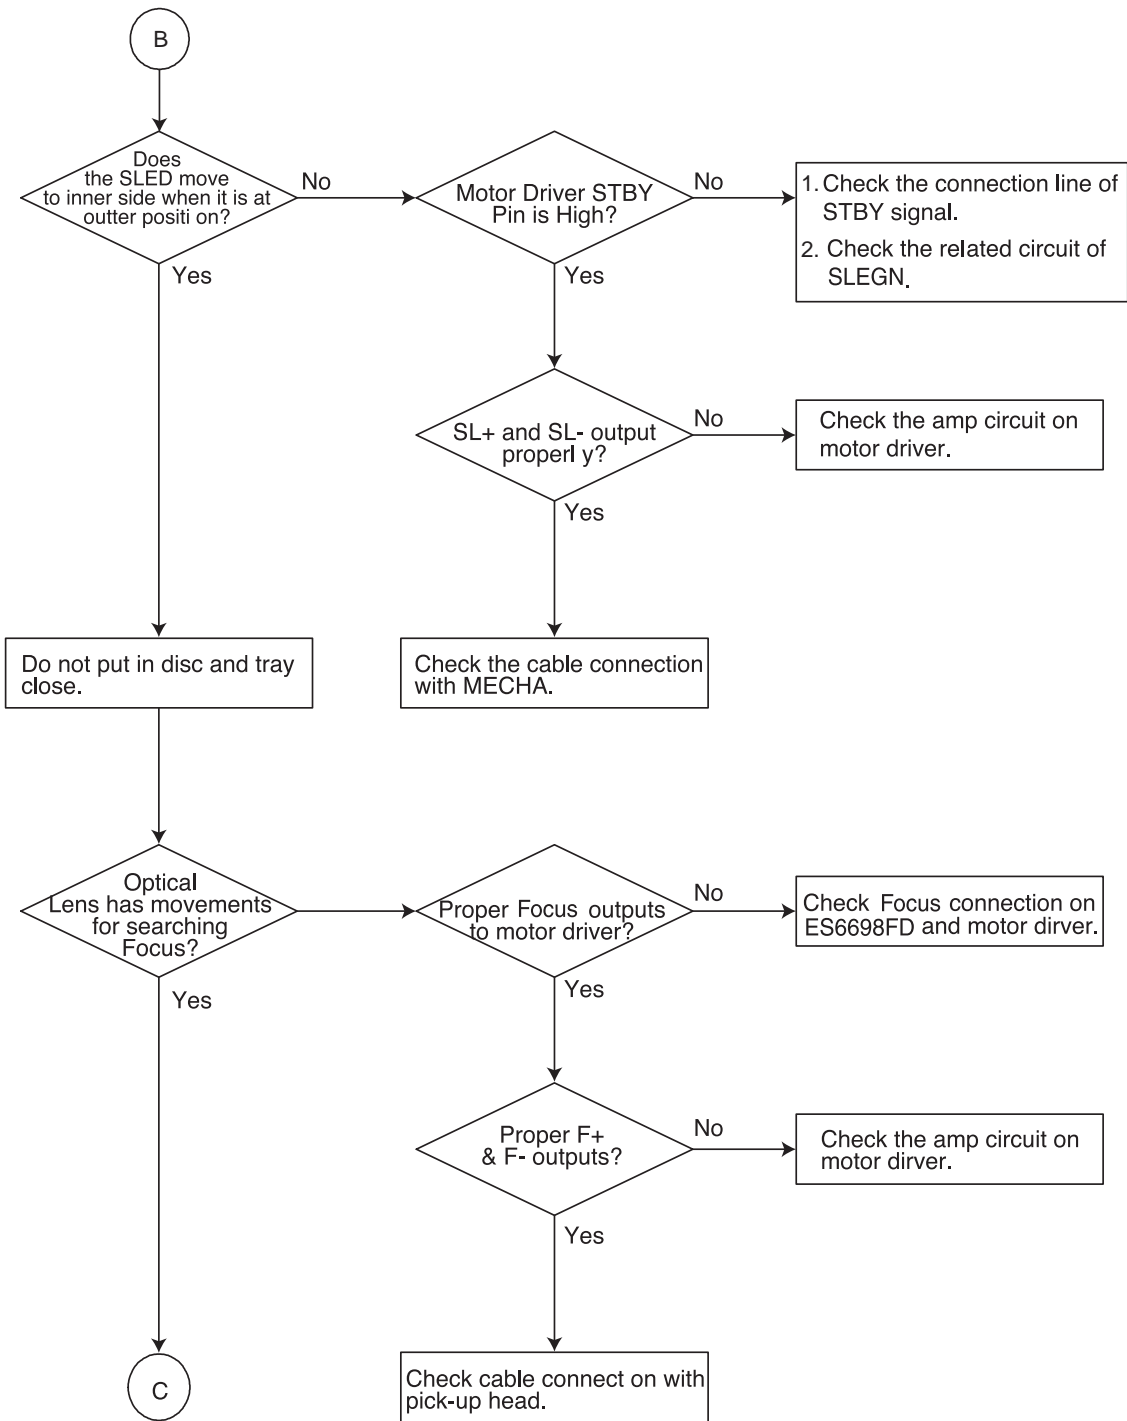 B
Does
the SLED move
to inner side when it is at
outter positi on?
No
Yes
Motor Driver STBY
Pin is High?
No
Yes
1. Check the connection line of
STBY signal.
2. Check the related circuit of
SLEGN.
SL+ and SL- output
properl y?
No
Yes
Check the amp circuit on
motor driver.
Do not put in disc and tray
close.
Check the cable connection
with MECHA.
Optical
Lens has movements
for searching
Focus?
Yes
Proper Focus outputs
to motor driver?
No
Yes
Check Focus connection on
ES6698FD and motor dirver.
Proper F+
& F- outputs?
No
Yes
Check the amp circuit on
motor dirver.
C
Check cable connect on with
pick-up head.